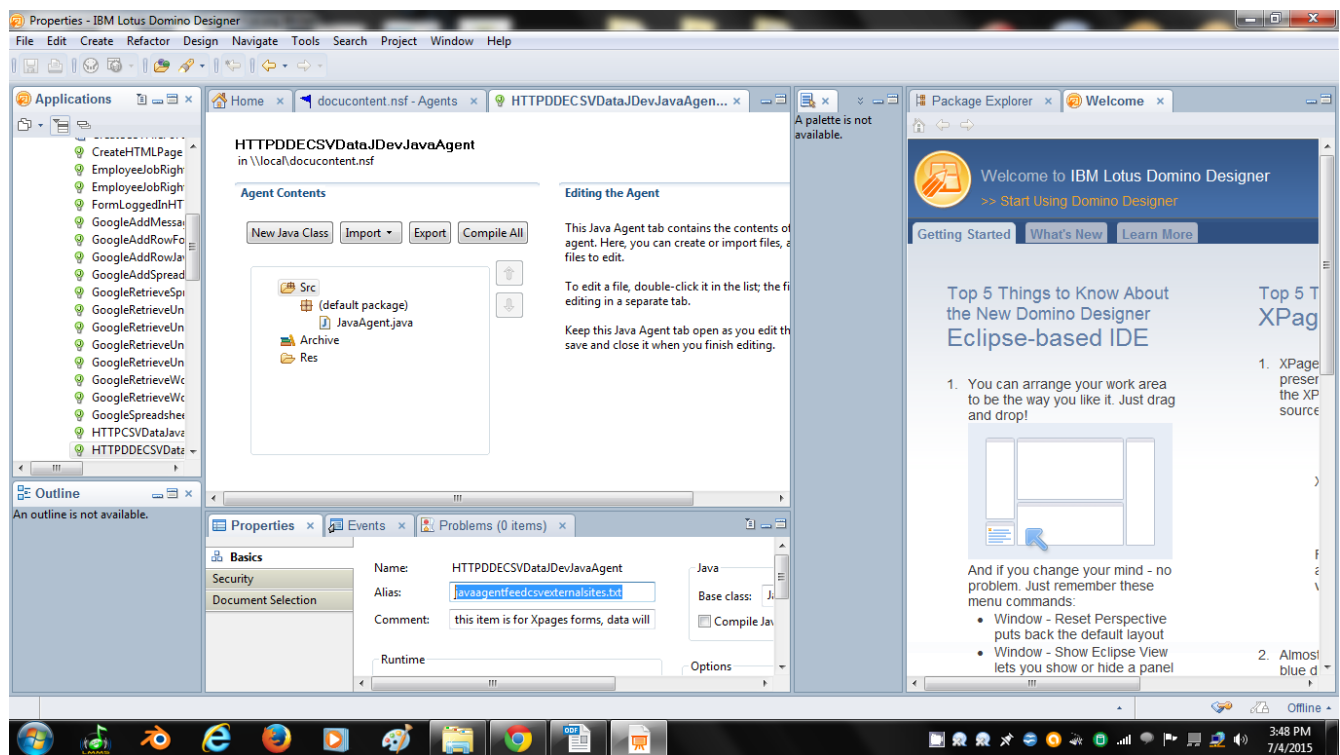 Properties - IBM Lotus Domino Designer
File Edit Create Refactor Design Navigate Tools Search Project Window Help
Applications
CreateHTMLPage
EmployeeJobRigh
EmployeeJobRigh
FormLoggedInHT
GoogleAddMessa
GoogleAddRowFo
GoogleAddRowJav
GoogleAddSpread
GoogleRetrieveSpr
GoogleRetrieveUn
GoogleRetrieveUn
GoogleRetrieveUn
GoogleRetrieveUn
GoogleRetrieveWo
GoogleRetrieveWo
GoogleSpreadshee
HTTPCSVDataJava
HTTPDDECSVData
Outline
An outline is not available.
Home docucontent.nsf - Agents HTTPDDECSVDataJDevJavaAgen...
HTTPDDECSVDataJDevJavaAgent
in \\local\docucontent.nsf
Agent Contents
New Java Class Import Export Compile All
Src
(default package)
JavaAgent.java
Archive
Res
Editing the Agent
This Java Agent tab contains the contents of
agent. Here, you can create or import files, a
files to edit.
To edit a file, double-click it in the list; the fi
editing in a separate tab.
Keep this Java Agent tab open as you edit th
save and close it when you finish editing.
Properties Events Problems (0 items)
Basics
Security
Document Selection
Name: HTTPDDECSVDataJDevJavaAgent
Alias: javaagentfeedcsvexternalsites.txt
Comment: this item is for Xpages forms, data will
Runtime
Java
Base class:
Compile Jav
Options
A palette is not
available.
Package Explorer Welcome
Welcome to IBM Lotus Domino Designer
>> Start Using Domino Designer
Getting Started What's New Learn More
Top 5 Things to Know About
the New Domino Designer
Eclipse-based IDE
1. You can arrange your work area
to be the way you like it. Just drag
and drop!
And if you change your mind - no
problem. Just remember these
menu commands:
• Window - Reset Perspective
puts back the default layout
• Window - Show Eclipse View
lets you show or hide a panel
Top 5 T
XPag
1. XPage
preser
the XP
source
2. Almost
blue d
Offline
LMMS
ODF
3:48 PM
7/4/2015